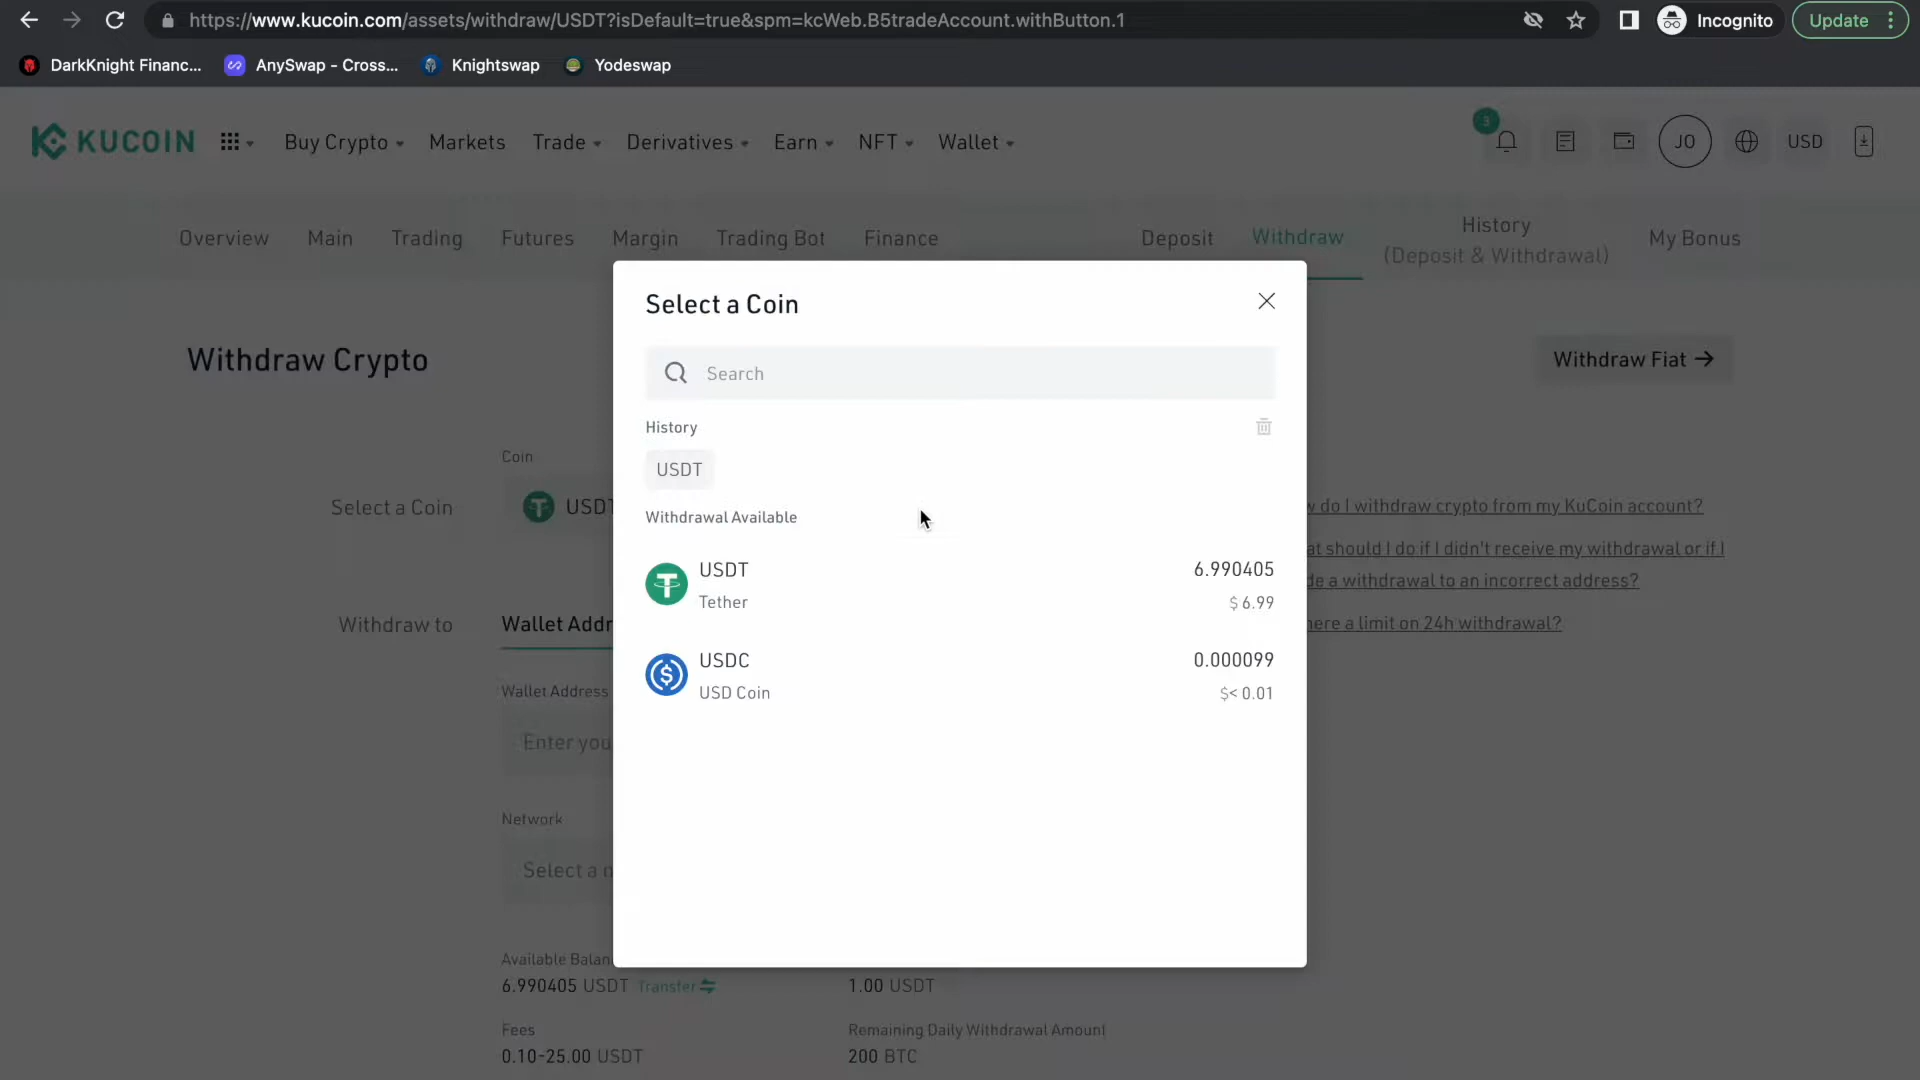 https://www.kucoin.com/assets/withdraw/USDT?isDefault=true&spm=kcWeb.B5tradeAccount.withButton.1
Incognito
Update
DarkKnight Financ...
AnySwap - Cross...
Knightswap
Yodeswap
KUCOIN
Buy Crypto
Markets
Trade
Derivatives
Earn
NFT
Wallet
3
JO
USD
Overview
Main
Trading
Futures
Margin
Trading Bot
Finance
Deposit
Withdraw
History
(Deposit & Withdrawal)
My Bonus
Withdraw Crypto
Withdraw Fiat
Select a Coin
Search
History
USDT
Withdrawal Available
USDT 6.990405
Tether $ 6.99
USDC 0.000099
USD Coin $< 0.01
Coin
Select a Coin
USDT
Withdraw to
Wallet Addr
Wallet Address
Enter you
Network
Select a n
Available Balan
6.990405 USDT Transfer
1.00 USDT
Fees
0.10-25.00 USDT
Remaining Daily Withdrawal Amount
200 BTC
do I withdraw crypto from my KuCoin account?
at should I do if I didn't receive my withdrawal or if I
de a withdrawal to an incorrect address?
here a limit on 24h withdrawal?